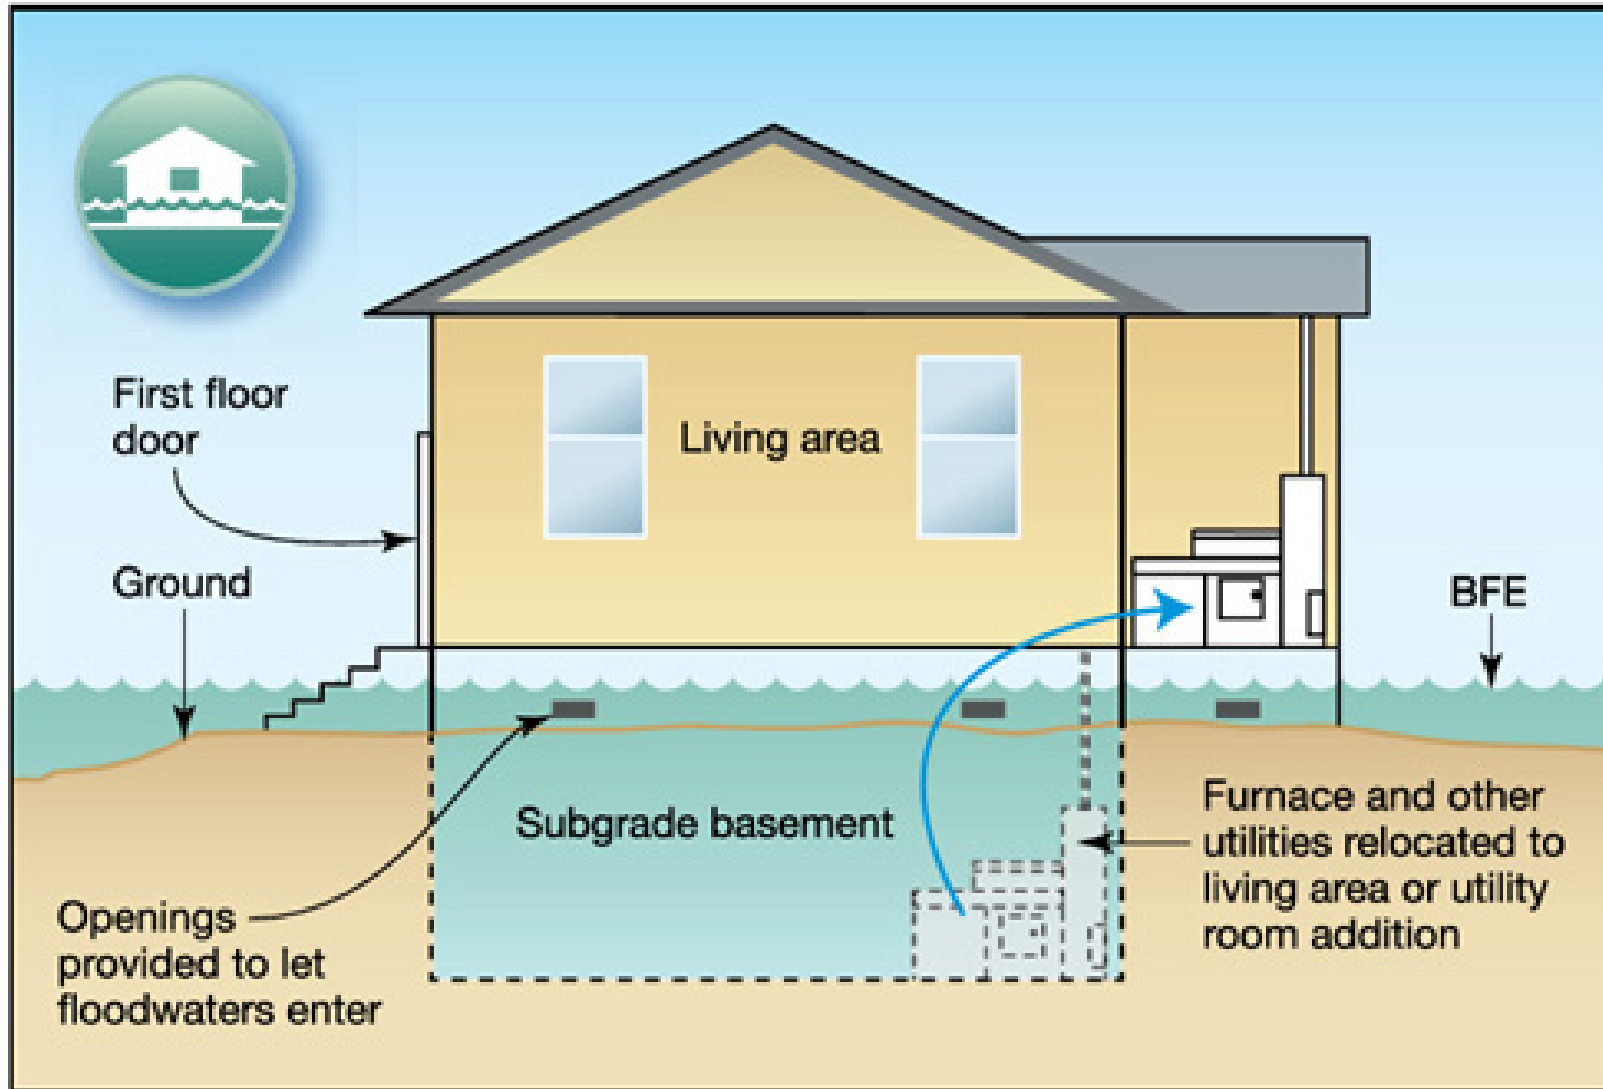 First floor
door
Living area
Ground
BFE
Subgrade basement
Furnace and other
utilities relocated to
living area or utility
room addition
Openings
provided to let
floodwaters enter